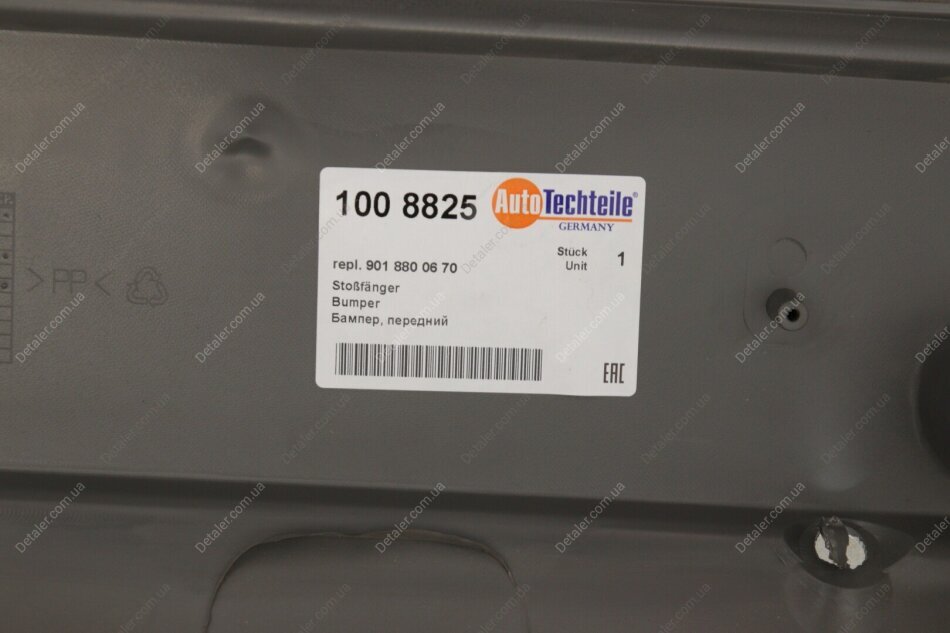 100 8825
AutoTechteile®
GERMANY
Stück 1
Unit
repl. 901 880 06 70
Stoßfänger
Bumper
Бампер, передний
EAC
>PP<
Detaler.com.ua